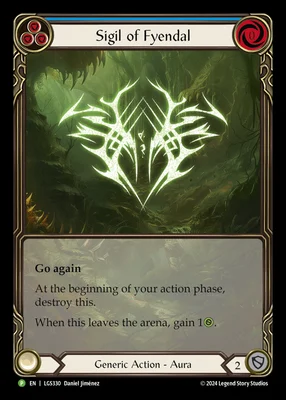 Sigil of Fyendal
0
Go again
At the beginning of your action phase,
destroy this.
When this leaves the arena, gain 1
Generic Action - Aura
2
P EN | LGS330 Daniel Jiménez
©2024 Legend Story Studios